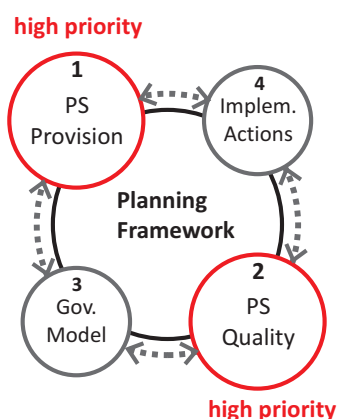 high priority
1
PS
Provision
4
Implem.
Actions
Planning
Framework
3
Gov.
Model
2
PS
Quality
high priority